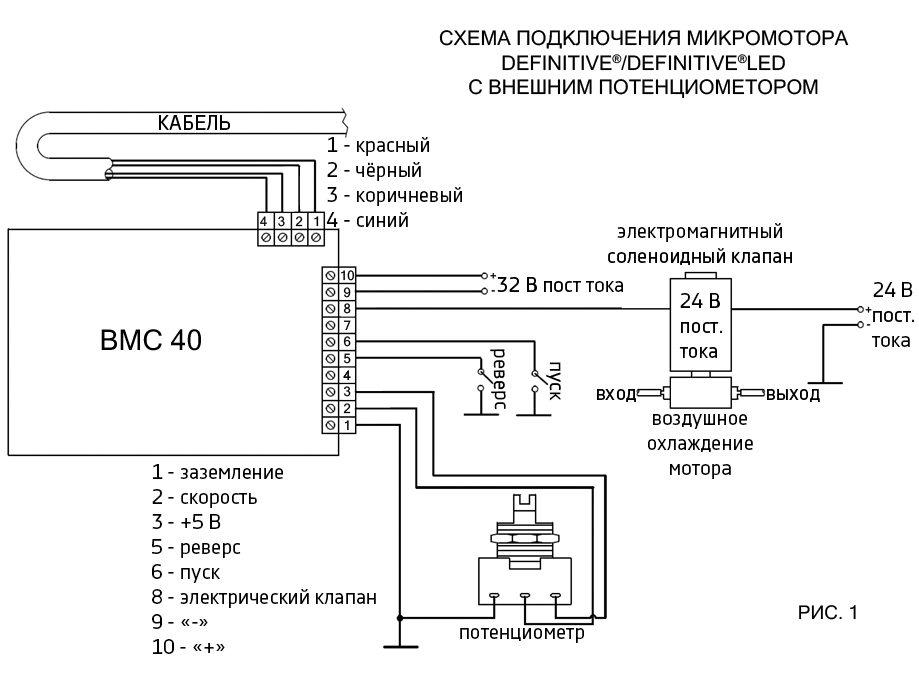 СХЕМА ПОДКЛЮЧЕНИЯ МИКРОМОТОРА
DEFINITIVE®/DEFINITIVE®LED
С ВНЕШНИМ ПОТЕНЦИОМЕТОРОМ
КАБЕЛЬ
1 - красный
2 - чёрный
3 - коричневый
4 - синий
4 3 2 1
электромагнитный
соленоидный клапан
10
9
8
7
6
5
4
3
2
1
+
-
32 В пост тока
24 В
пост.
тока
+
-
24 В
пост.
тока
ВМС 40
реверс
пуск
вход
выход
воздушное
охлаждение
мотора
1 - заземление
2 - скорость
3 - +5 В
5 - реверс
6 - пуск
8 - электрический клапан
9 - «-»
10 - «+»
потенциометр
РИС. 1